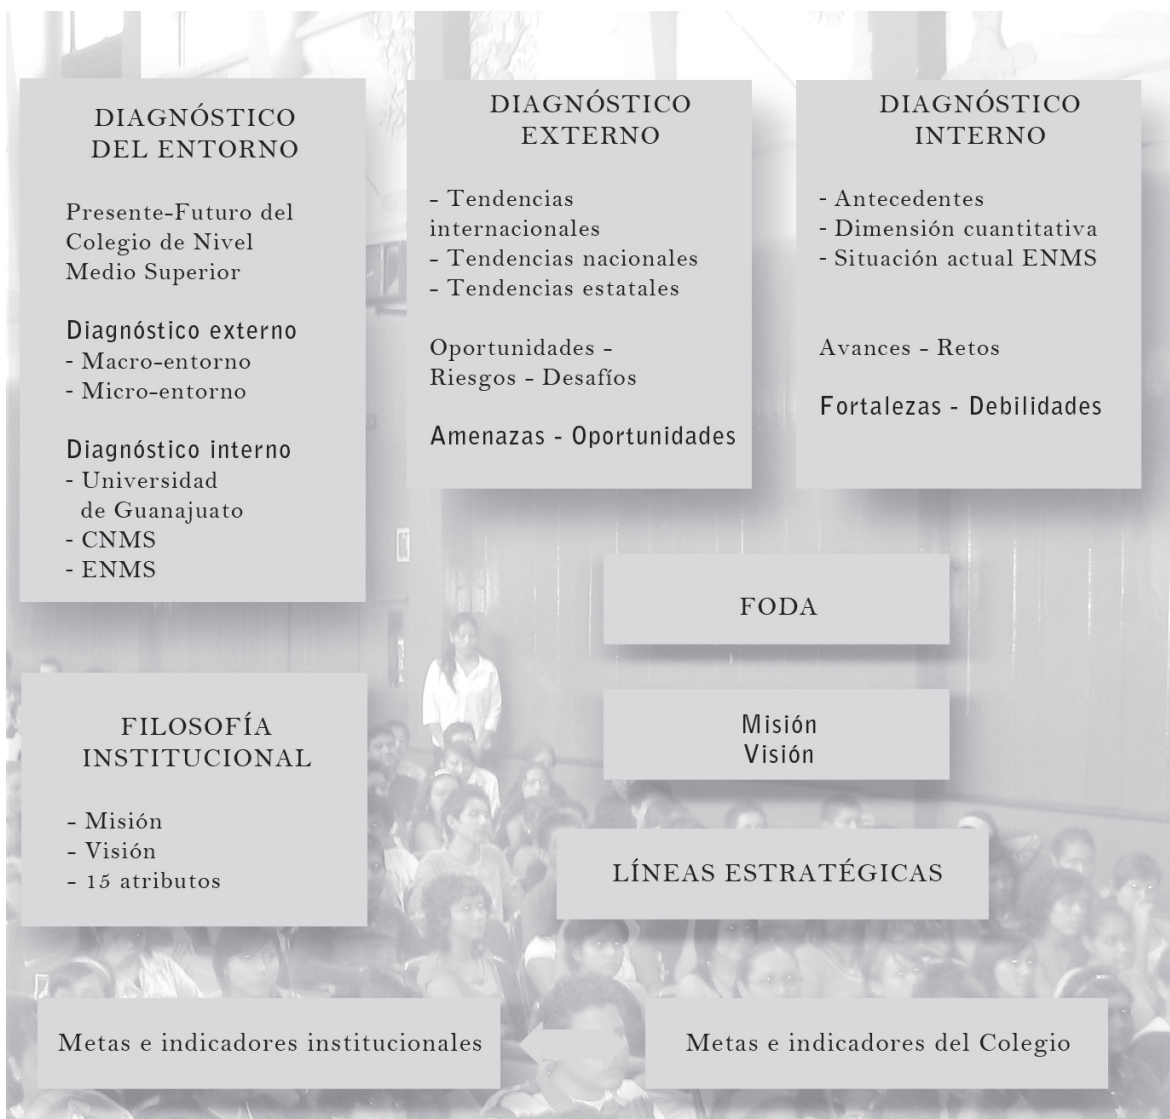 DIAGNÓSTICO
DEL ENTORNO
Presente-Futuro del
Colegio de Nivel
Medio Superior
Diagnóstico externo
- Macro-entorno
- Micro-entorno
Diagnóstico interno
- Universidad
de Guanajuato
- CNMS
- ENMS
DIAGNÓSTICO
EXTERNO
- Tendencias
internacionales
- Tendencias nacionales
- Tendencias estatales
Oportunidades -
Riesgos - Desafíos
Amenazas - Oportunidades
DIAGNÓSTICO
INTERNO
- Antecedentes
- Dimensión cuantitativa
- Situación actual ENMS
Avances - Retos
Fortalezas - Debilidades
FODA
Misión
Visión
FILOSOFÍA
INSTITUCIONAL
- Misión
- Visión
- 15 atributos
LÍNEAS ESTRATÉGICAS
Metas e indicadores institucionales
Metas e indicadores del Colegio